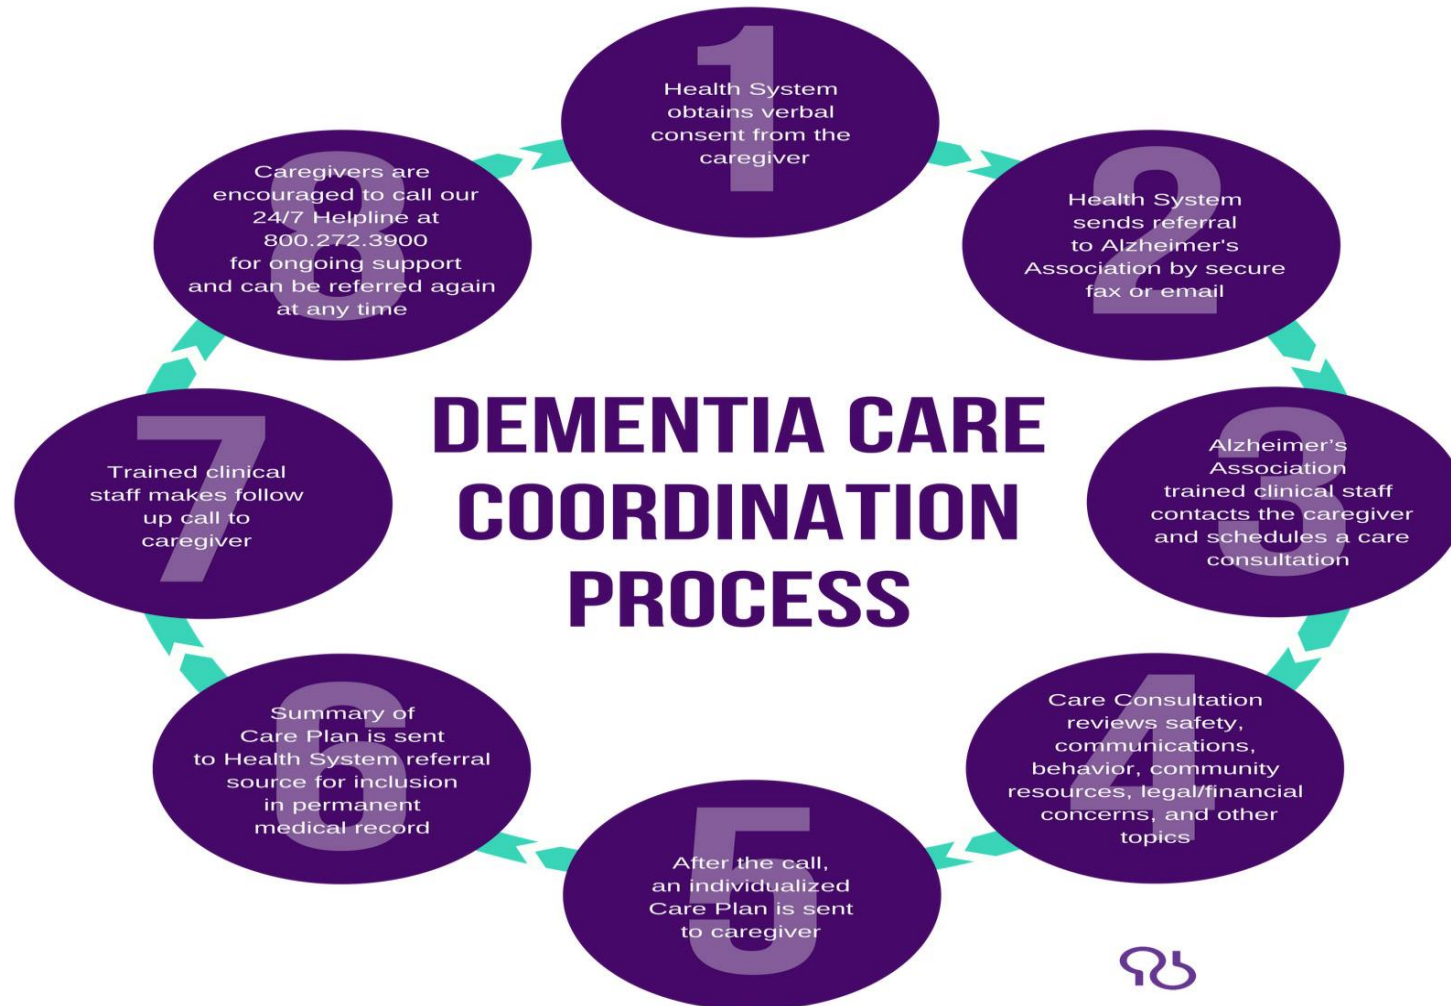 1
Health System
obtains verbal
consent from the
caregiver
2
Health System
sends referral
to Alzheimer's
Association by secure
fax or email
3
Alzheimer’s
Association
trained clinical staff
contacts the caregiver
and schedules a care
consultation
4
Care Consultation
reviews safety,
communications,
behavior, community
resources, legal/financial
concerns, and other
topics
5
After the call,
an individualized
Care Plan is sent
to caregiver
6
Summary of
Care Plan is sent
to Health System referral
source for inclusion
in permanent
medical record
7
Trained clinical
staff makes follow
up call to
caregiver
8
Caregivers are
encouraged to call our
24/7 Helpline at
800.272.3900
for ongoing support
and can be referred again
at any time
DEMENTIA CARE
COORDINATION
PROCESS